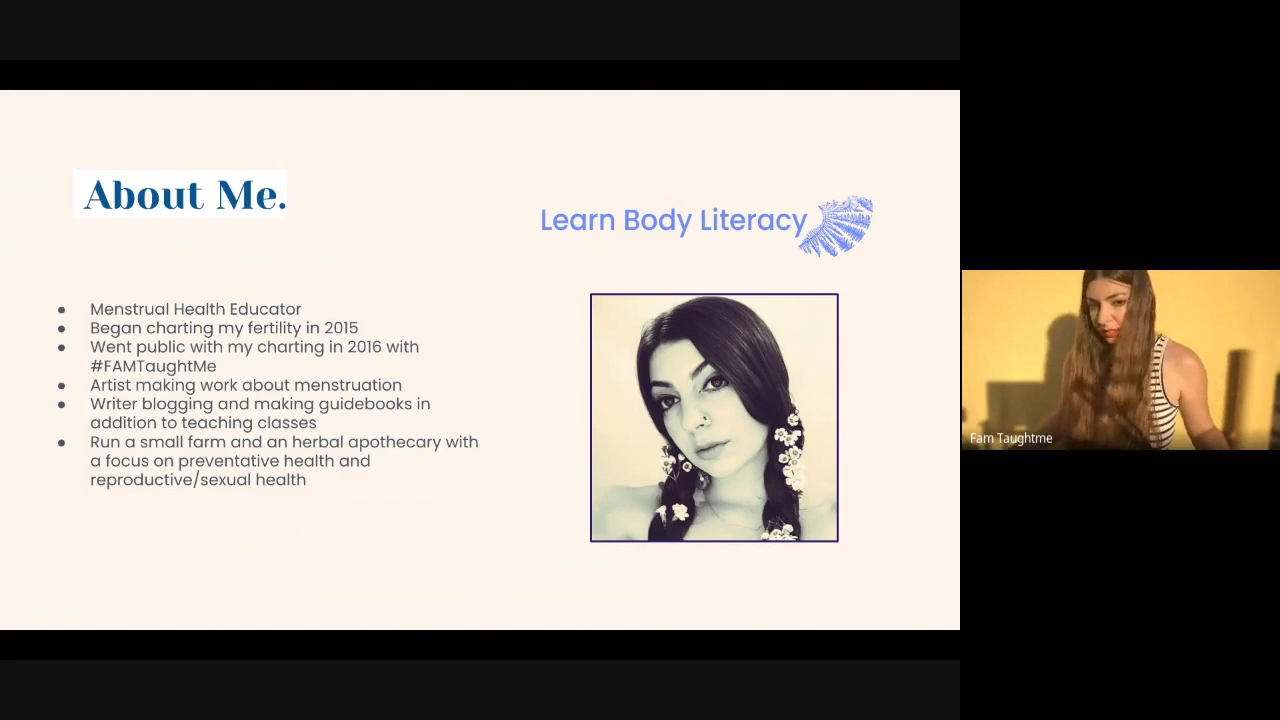 About Me.
Learn Body Literacy
● Menstrual Health Educator
● Began charting my fertility in 2015
● Went public with my charting in 2016 with
#FAMTaughtMe
● Artist making work about menstruation
● Writer blogging and making guidebooks in
addition to teaching classes
● Run a small farm and an herbal apothecary with
a focus on preventative health and
reproductive/sexual health
Fam Taughtme